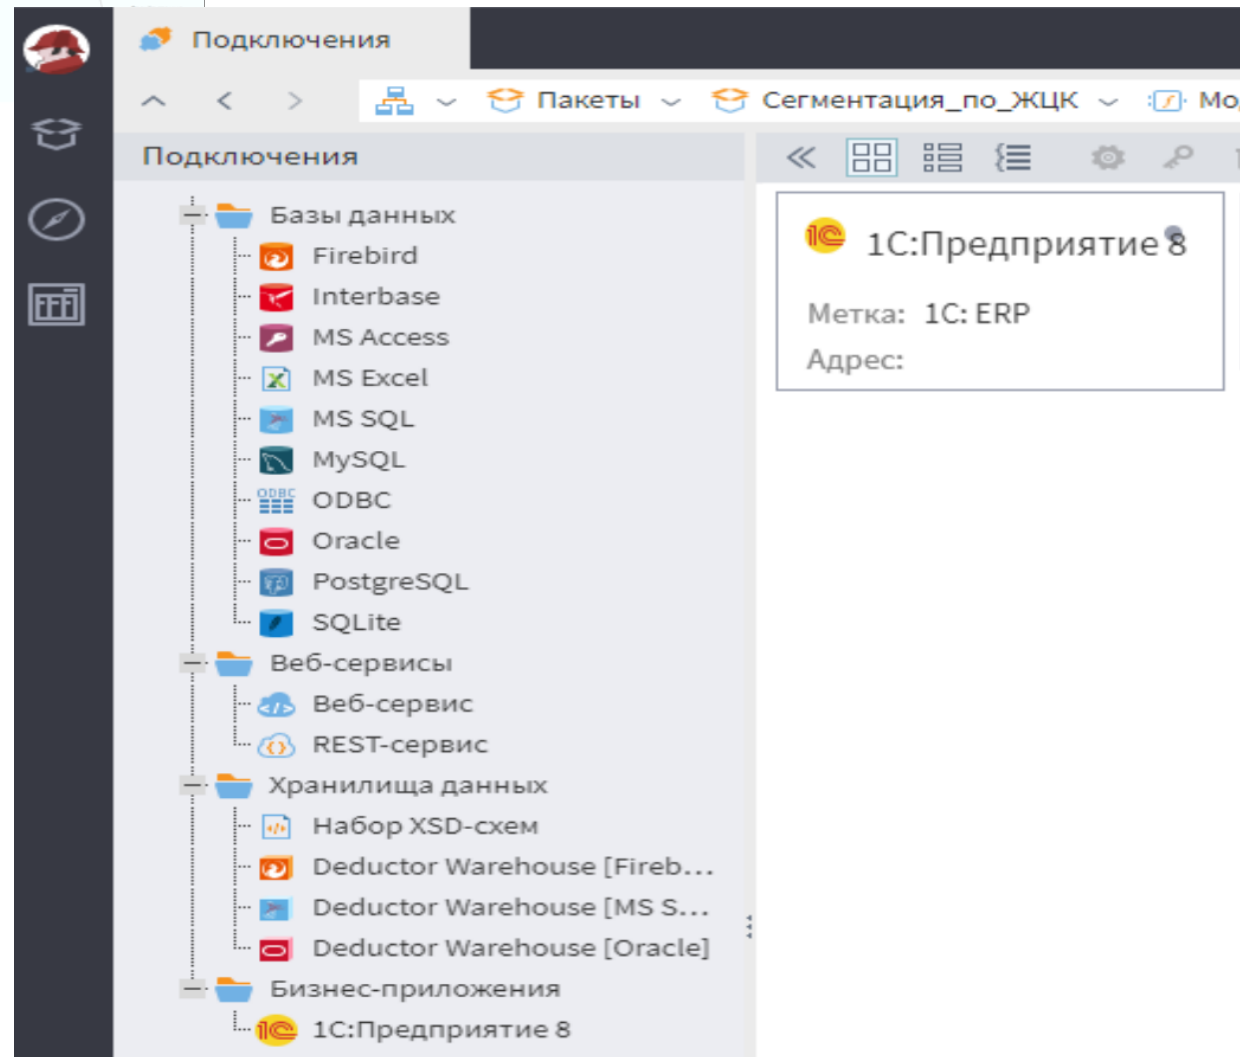 Подключения
Пакеты Сегментация_по_ЖЦК
Подключения
Базы данных
Firebird
Interbase
MS Access
MS Excel
MS SQL
MySQL
ODBC
Oracle
PostgreSQL
SQLite
Веб-сервисы
Веб-сервис
REST-сервис
Хранилища данных
Набор XSD-схем
Deductor Warehouse [Fireb...
Deductor Warehouse [MS S...
Deductor Warehouse [Oracle]
Бизнес-приложения
1С:Предприятие 8
1С:Предприятие 8
Метка: 1С: ERP
Адрес: